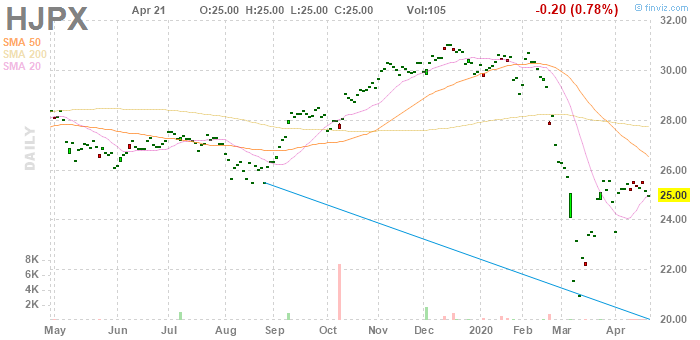 HJPX
Apr 21 O:25.00 H:25.00 L:25.00 C:25.00 Vol:105 -0.20 (0.78%)
© finviz.com
SMA 50
SMA 200
SMA 20
DAILY
32.00
30.00
28.00
26.00
25.00
24.00
22.00
20.00
8K
6K
4K
2K
May Jun Jul Aug Sep Oct Nov Dec 2020 Feb Mar Apr